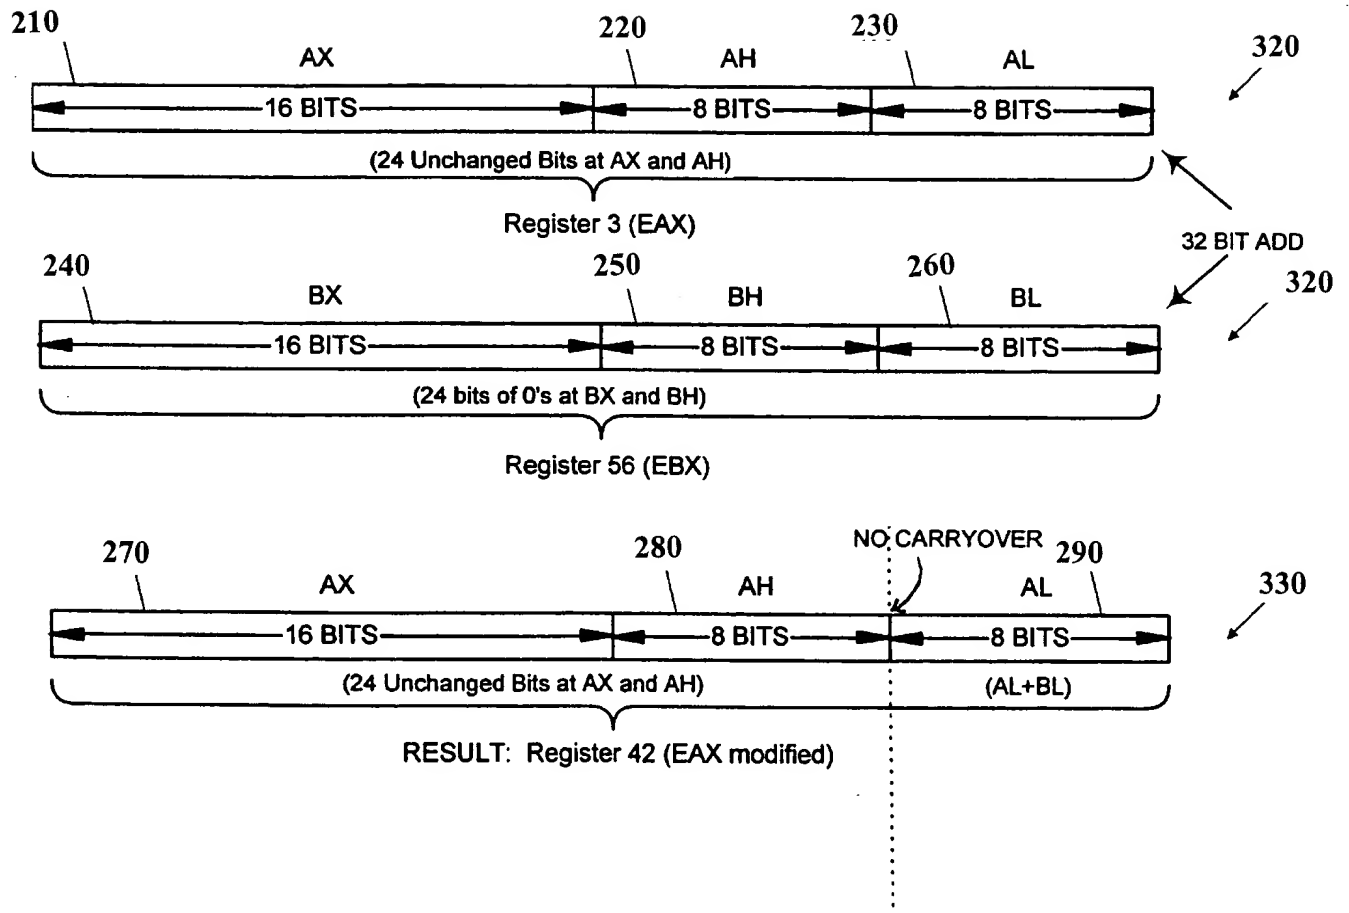 210 220 230
AX AH AL 320
16 BITS 8 BITS 8 BITS
(24 Unchanged Bits at AX and AH)
Register 3 (EAX)
32 BIT ADD
240 250 260
BX BH BL 320
16 BITS 8 BITS 8 BITS
(24 bits of 0's at BX and BH)
Register 56 (EBX)
NO CARRYOVER
270 280 290
AX AH AL 330
16 BITS 8 BITS 8 BITS
(24 Unchanged Bits at AX and AH) (AL+BL)
RESULT: Register 42 (EAX modified)